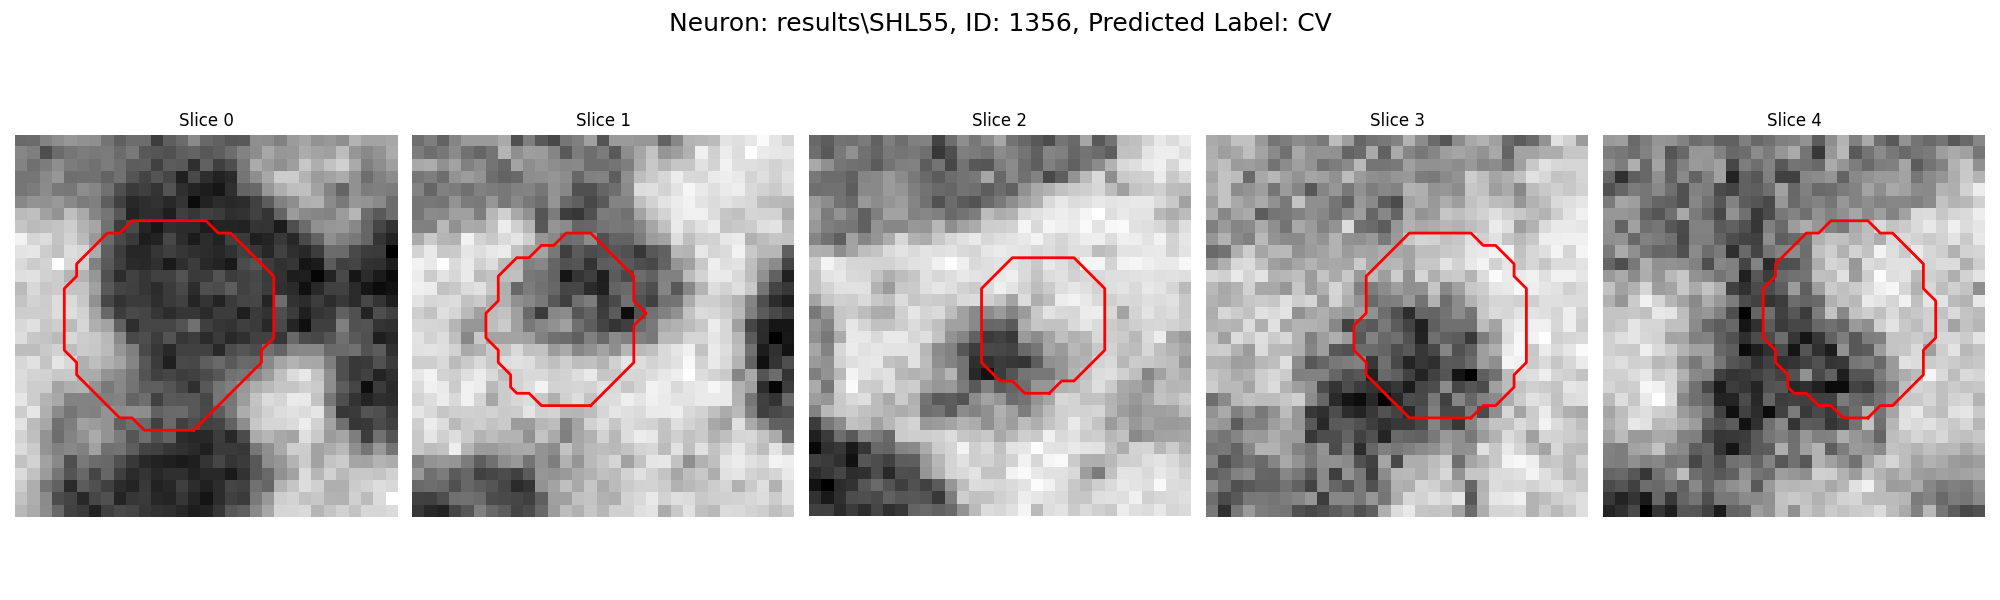 Neuron: results\SHL55, ID: 1356, Predicted Label: CV
Slice 0
Slice 1
Slice 2
Slice 3
Slice 4